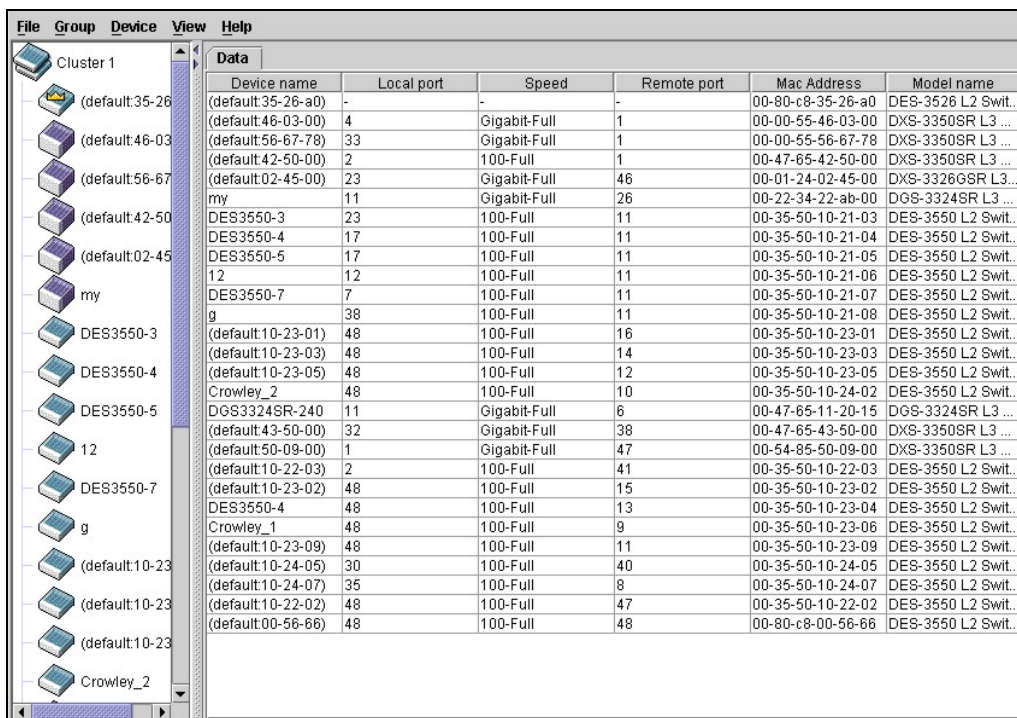 File Group Device View Help
Cluster 1
(default:35-26
(default:46-03
(default:56-67
(default:42-50
(default:02-45
my
DES3550-3
DES3550-4
DES3550-5
12
DES3550-7
g
(default:10-23
(default:10-23
(default:10-23
Crowley_2
Data
Device name Local port Speed Remote port Mac Address Model name
(default:35-26-a0) - - - 00-80-c8-35-26-a0 DES-3526 L2 Swit...
(default:46-03-00) 4 Gigabit-Full 1 00-00-55-46-03-00 DXS-3350SR L3 ...
(default:56-67-78) 33 Gigabit-Full 1 00-00-55-56-67-78 DXS-3350SR L3 ...
(default:42-50-00) 2 100-Full 1 00-47-65-42-50-00 DXS-3350SR L3 ...
(default:02-45-00) 23 Gigabit-Full 46 00-01-24-02-45-00 DXS-3326GSR L3...
my 11 Gigabit-Full 26 00-22-34-22-ab-00 DGS-3324SR L3 ...
DES3550-3 23 100-Full 11 00-35-50-10-21-03 DES-3550 L2 Swit...
DES3550-4 17 100-Full 11 00-35-50-10-21-04 DES-3550 L2 Swit...
DES3550-5 17 100-Full 11 00-35-50-10-21-05 DES-3550 L2 Swit...
12 12 100-Full 11 00-35-50-10-21-06 DES-3550 L2 Swit...
DES3550-7 7 100-Full 11 00-35-50-10-21-07 DES-3550 L2 Swit...
g 38 100-Full 11 00-35-50-10-21-08 DES-3550 L2 Swit...
(default:10-23-01) 48 100-Full 16 00-35-50-10-23-01 DES-3550 L2 Swit...
(default:10-23-03) 48 100-Full 14 00-35-50-10-23-03 DES-3550 L2 Swit...
(default:10-23-05) 48 100-Full 12 00-35-50-10-23-05 DES-3550 L2 Swit...
Crowley_2 48 100-Full 10 00-35-50-10-24-02 DES-3550 L2 Swit...
DGS3324SR-240 11 Gigabit-Full 6 00-47-65-11-20-15 DGS-3324SR L3 ...
(default:43-50-00) 32 Gigabit-Full 38 00-47-65-43-50-00 DXS-3350SR L3 ...
(default:50-09-00) 1 Gigabit-Full 47 00-54-85-50-09-00 DXS-3350SR L3 ...
(default:10-22-03) 2 100-Full 41 00-35-50-10-22-03 DES-3550 L2 Swit...
(default:10-23-02) 48 100-Full 15 00-35-50-10-23-02 DES-3550 L2 Swit...
DES3550-4 48 100-Full 13 00-35-50-10-23-04 DES-3550 L2 Swit...
Crowley_1 48 100-Full 9 00-35-50-10-23-06 DES-3550 L2 Swit...
(default:10-23-09) 48 100-Full 11 00-35-50-10-23-09 DES-3550 L2 Swit...
(default:10-24-05) 30 100-Full 40 00-35-50-10-24-05 DES-3550 L2 Swit...
(default:10-24-07) 35 100-Full 8 00-35-50-10-24-07 DES-3550 L2 Swit...
(default:10-22-02) 48 100-Full 47 00-35-50-10-22-02 DES-3550 L2 Swit...
(default:00-56-66) 48 100-Full 48 00-80-c8-00-56-66 DES-3550 L2 Swit...